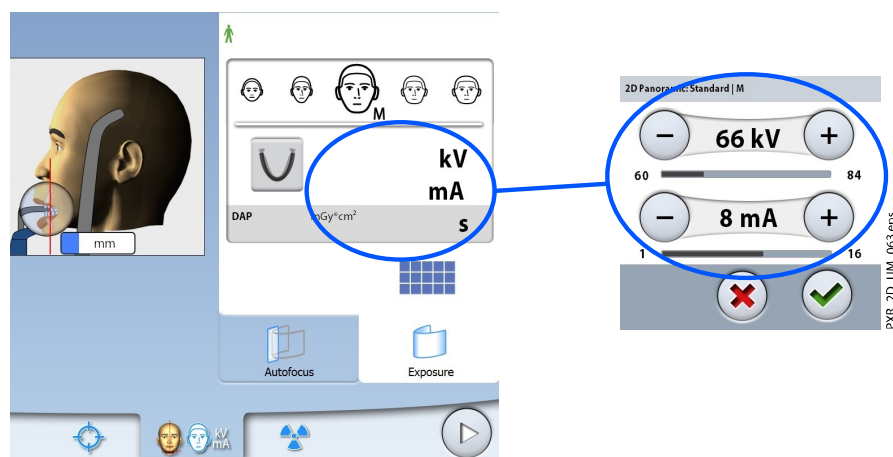 M
kV
mA
DAP mGy*cm²
s
mm
Autofocus
Exposure
kV
mA
2D Panoramic: Standard | M
66 kV
60 84
8 mA
1 16
PXR_2D_UM_063.eps